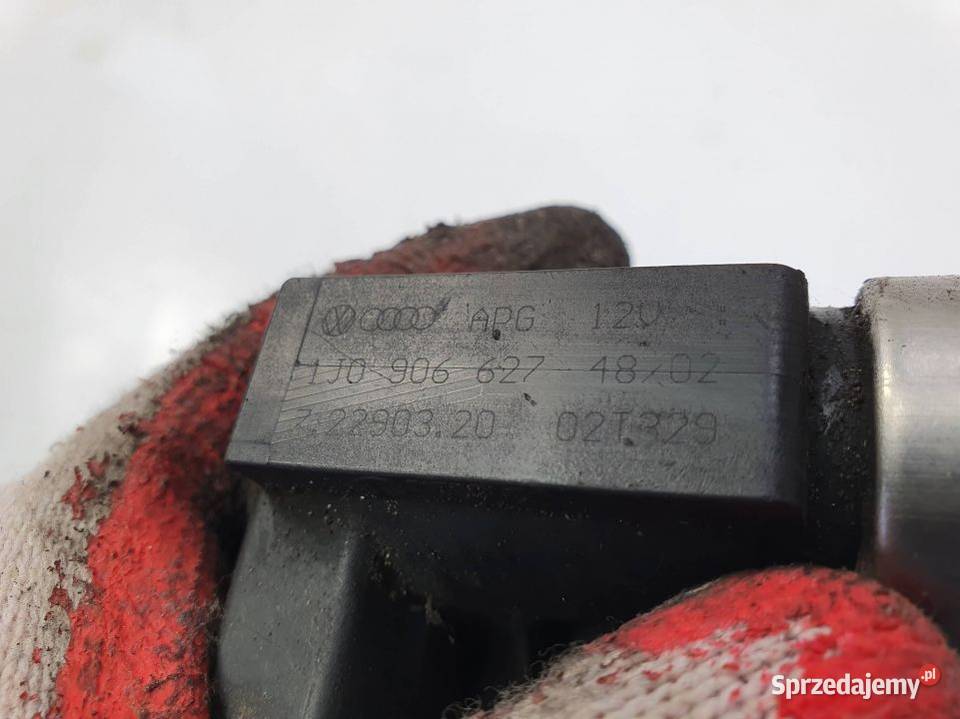 APG 12V
1J0 906 627 48/02
7.22903.20 02T329
Sprzedajemy.pl